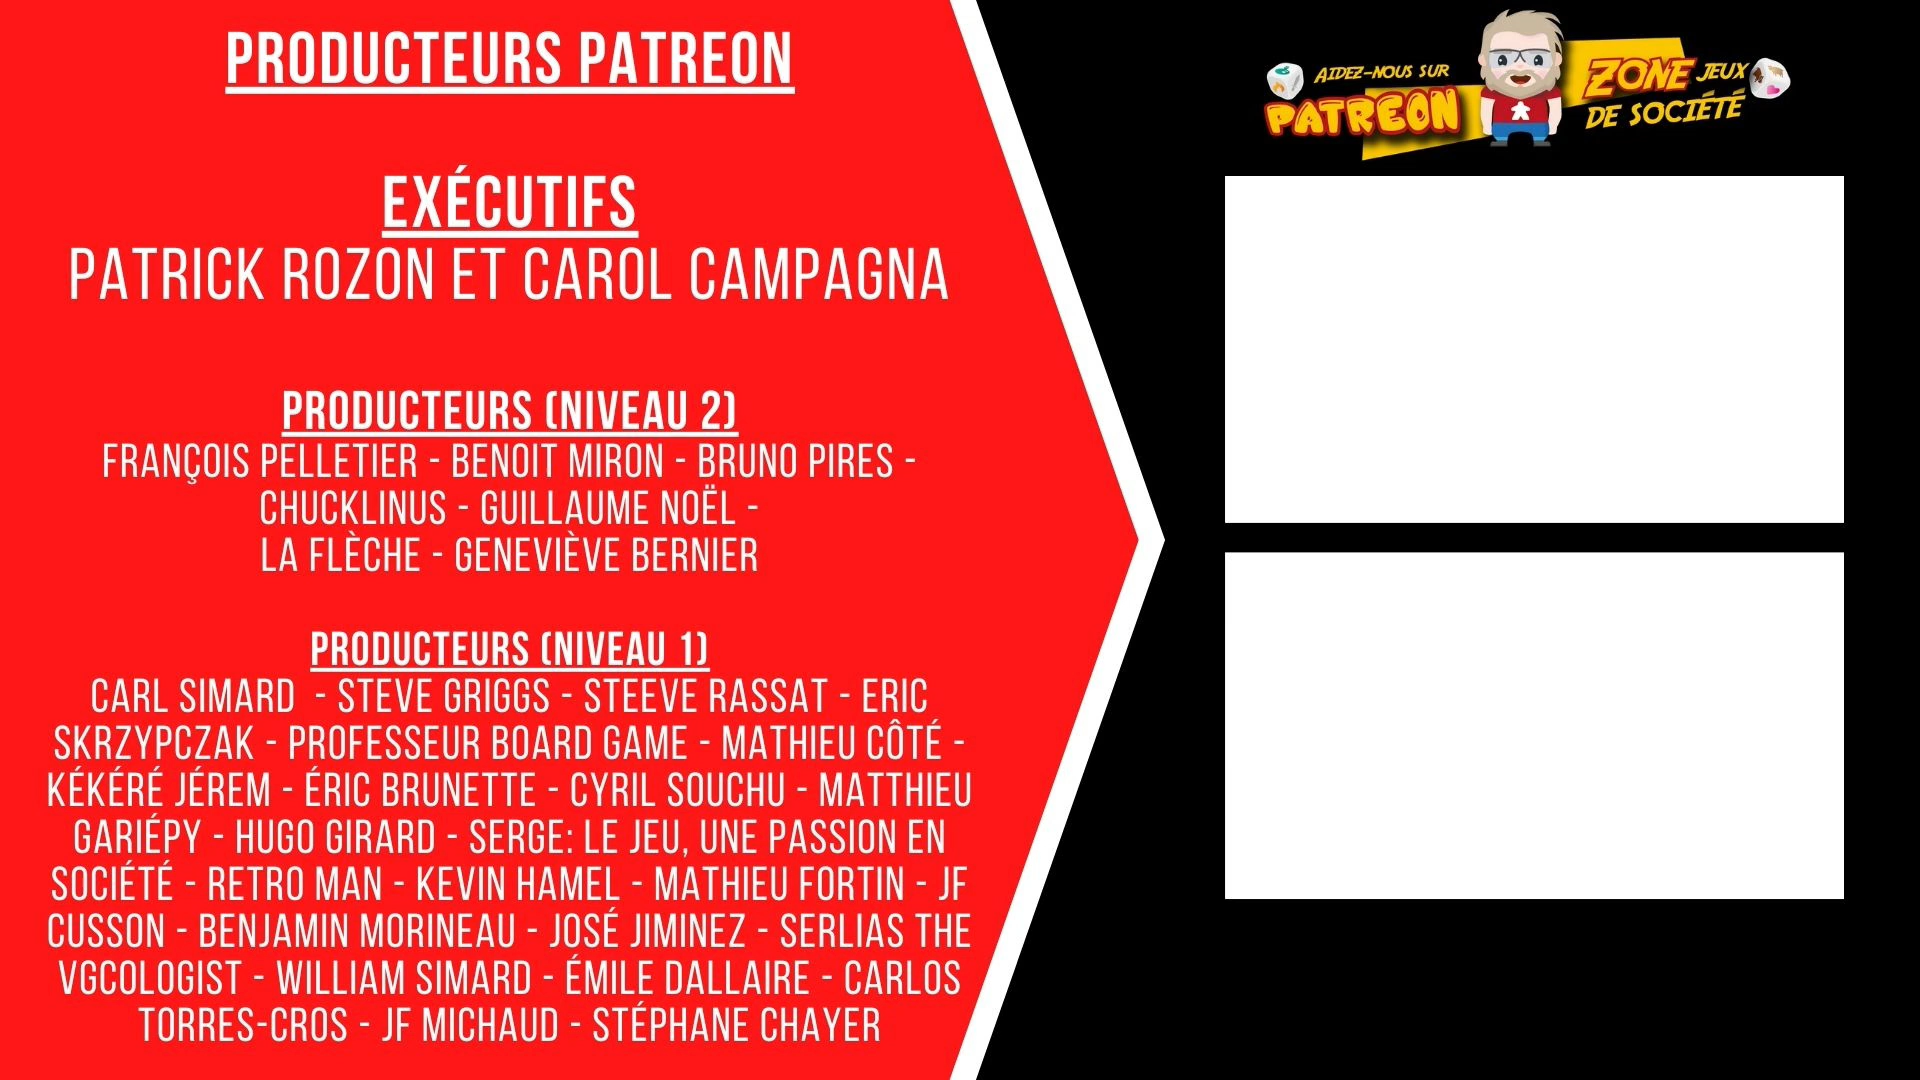 PRODUCTEURS PATREON
EXÉCUTIFS
PATRICK ROZON ET CAROL CAMPAGNA
PRODUCTEURS (NIVEAU 2)
FRANÇOIS PELLETIER - BENOIT MIRON - BRUNO PIRES -
CHUCKLINUS - GUILLAUME NOËL -
LA FLÈCHE - GENEVIÈVE BERNIER
PRODUCTEURS (NIVEAU 1)
CARL SIMARD - STEVE GRIGGS - STEEVE RASSAT - ERIC
SKRZYPCZAK - PROFESSEUR BOARD GAME - MATHIEU CÔTÉ -
KÉKÉRÉ JÉREM - ÉRIC BRUNETTE - CYRIL SOUCHU - MATTHIEU
GARIÉPY - HUGO GIRARD - SERGE: LE JEU, UNE PASSION EN
SOCIÉTÉ - RETRO MAN - KEVIN HAMEL - MATHIEU FORTIN - JF
CUSSON - BENJAMIN MORINEAU - JOSÉ JIMINEZ - SERLIAS THE
VGCOLOGIST - WILLIAM SIMARD - ÉMILE DALLAIRE - CARLOS
TORRES-CROS - JF MICHAUD - STÉPHANE CHAYER
AIDEZ-NOUS SUR
PATREON
ZONE JEUX
DE SOCIÉTÉ